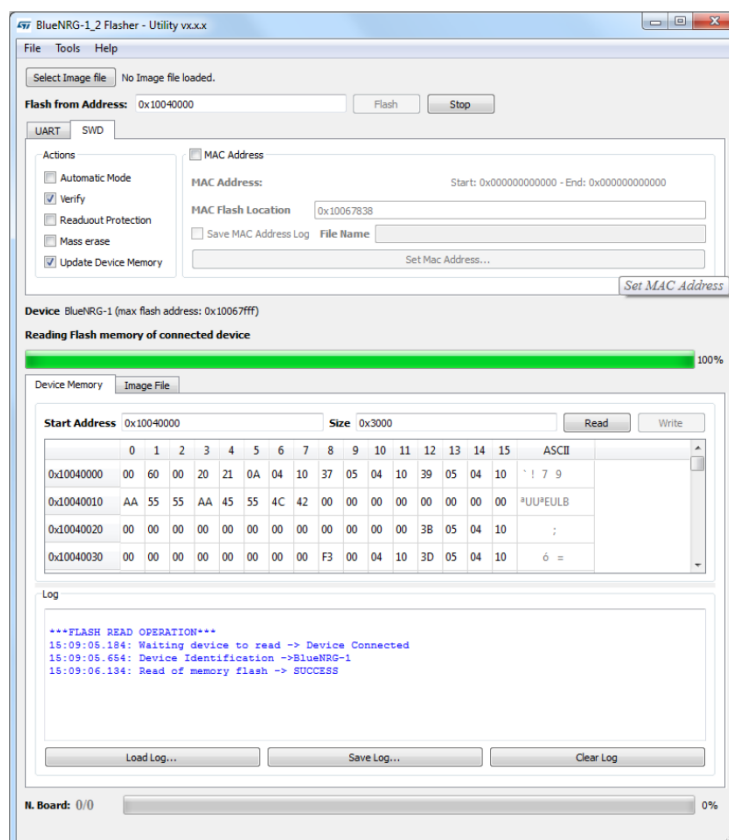 BlueNRG-1_2 Flasher - Utility vx.x.x
File Tools Help
Select Image file No Image file loaded.
Flash from Address: 0x10040000 Flash Stop
UART SWD
Actions MAC Address
Automatic Mode
MAC Address: Start: 0x000000000000 - End: 0x000000000000
Verify
MAC Flash Location 0x10067838
Readout Protection
Save MAC Address Log File Name
Mass erase
Set Mac Address...
Update Device Memory
Set MAC Address
Device BlueNRG-1 (max flash address: 0x10067fff)
Reading Flash memory of connected device
100%
Device Memory Image File
Start Address 0x10040000 Size 0x3000 Read Write
0 1 2 3 4 5 6 7 8 9 10 11 12 13 14 15 ASCII
0x10040000 00 60 00 20 21 0A 04 10 37 05 04 10 39 05 04 10 ` ! 7 9
0x10040010 AA 55 55 AA 45 55 4C 42 00 00 00 00 00 00 00 00 ªUUªEULB
0x10040020 00 00 00 00 00 00 00 00 00 00 00 00 3B 05 04 10 ;
0x10040030 00 00 00 00 00 00 00 00 F3 00 04 10 3D 05 04 10 ó =
Log
***FLASH READ OPERATION***
15:09:05.184: Waiting device to read -> Device Connected
15:09:05.654: Device Identification ->BlueNRG-1
15:09:06.134: Read of memory flash -> SUCCESS
Load Log... Save Log... Clear Log
N. Board: 0/0 0%